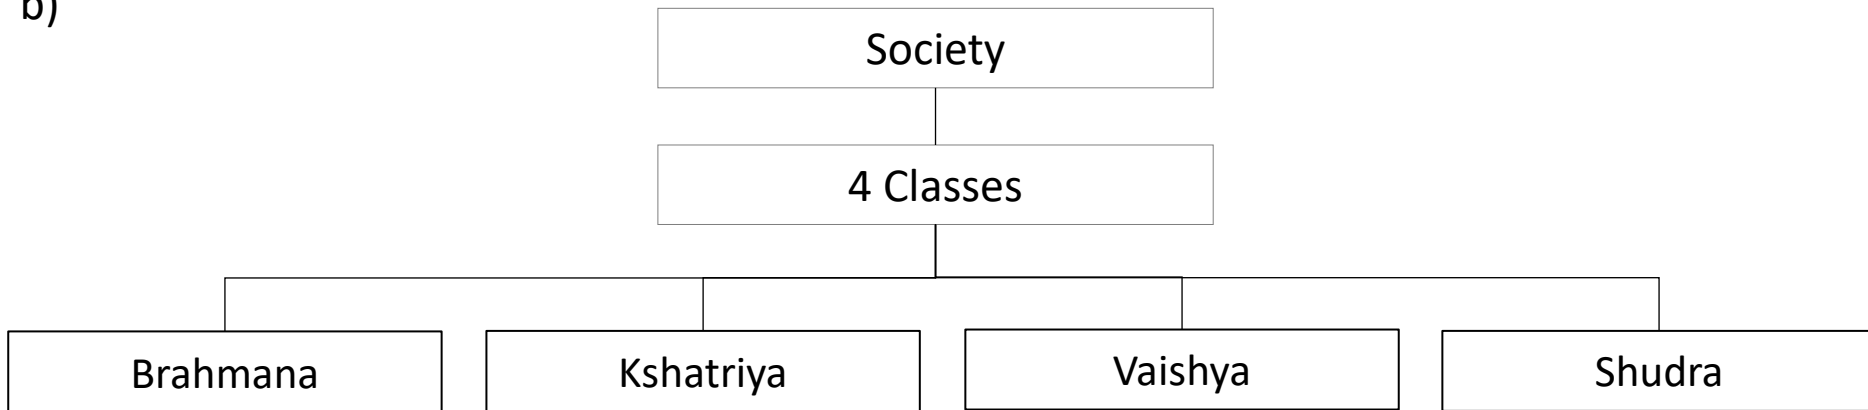 b)
Society
4 Classes
Brahmana
Kshatriya
Vaishya
Shudra